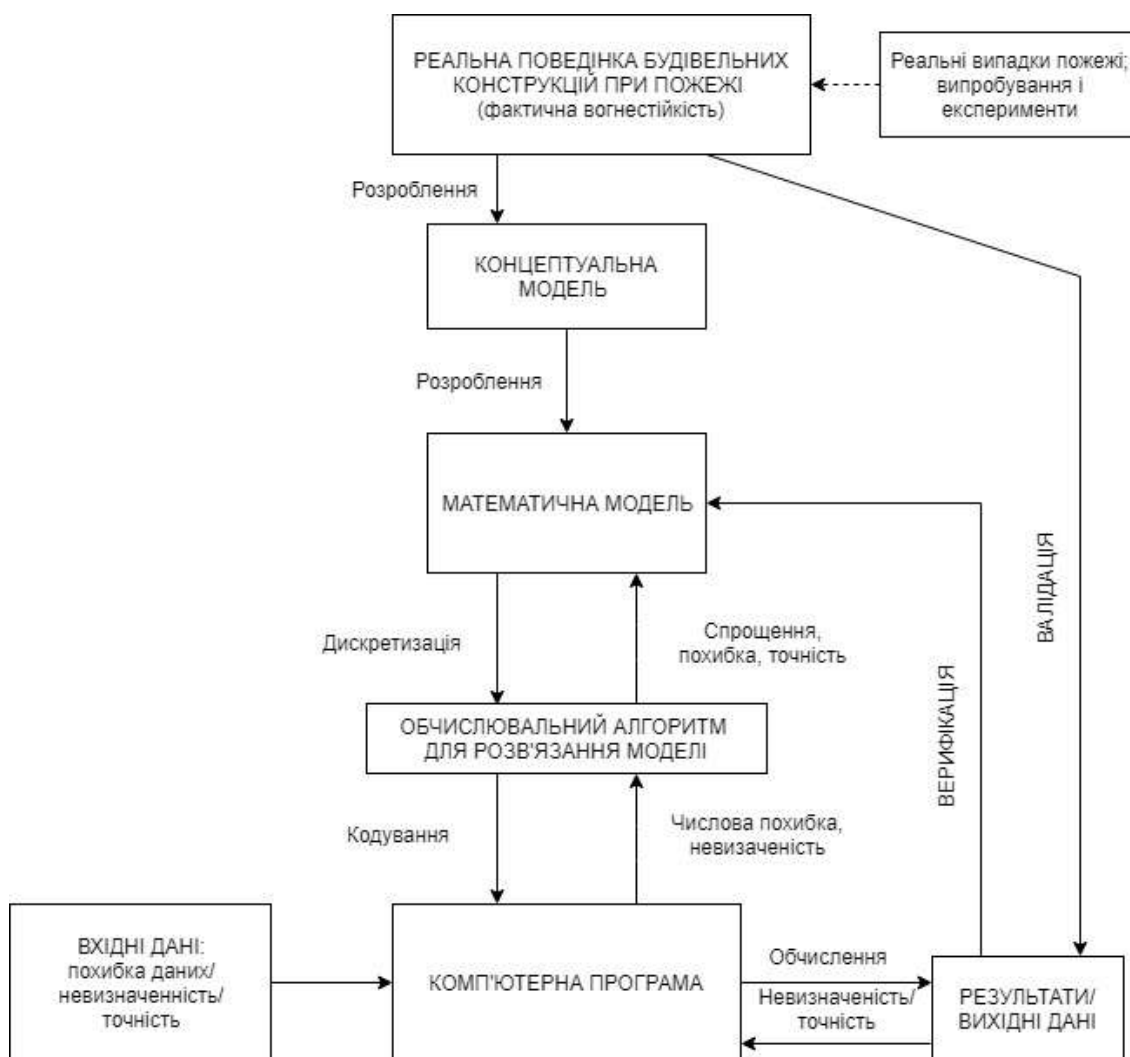 РЕАЛЬНА ПОВЕДІНКА БУДІВЕЛЬНИХ
КОНСТРУКЦІЙ ПРИ ПОЖЕЖІ
(фактична вогнестійкість)
Реальні випадки пожежі;
випробування і
експерименти
Розроблення
КОНЦЕПТУАЛЬНА
МОДЕЛЬ
Розроблення
МАТЕМАТИЧНА МОДЕЛЬ
ВАЛІДАЦІЯ
ВЕРИФІКАЦІЯ
Дискретизація
Спрощення,
похибка, точність
ОБЧИСЛЮВАЛЬНИЙ АЛГОРИТМ
ДЛЯ РОЗВ'ЯЗАННЯ МОДЕЛІ
Кодування
Числова похибка,
невизаченість
ВХІДНІ ДАНІ:
похибка даних/
невизначенність/
точність
КОМП'ЮТЕРНА ПРОГРАМА
Обчислення
Невизначеність/
точність
РЕЗУЛЬТАТИ/
ВИХІДНІ ДАНІ